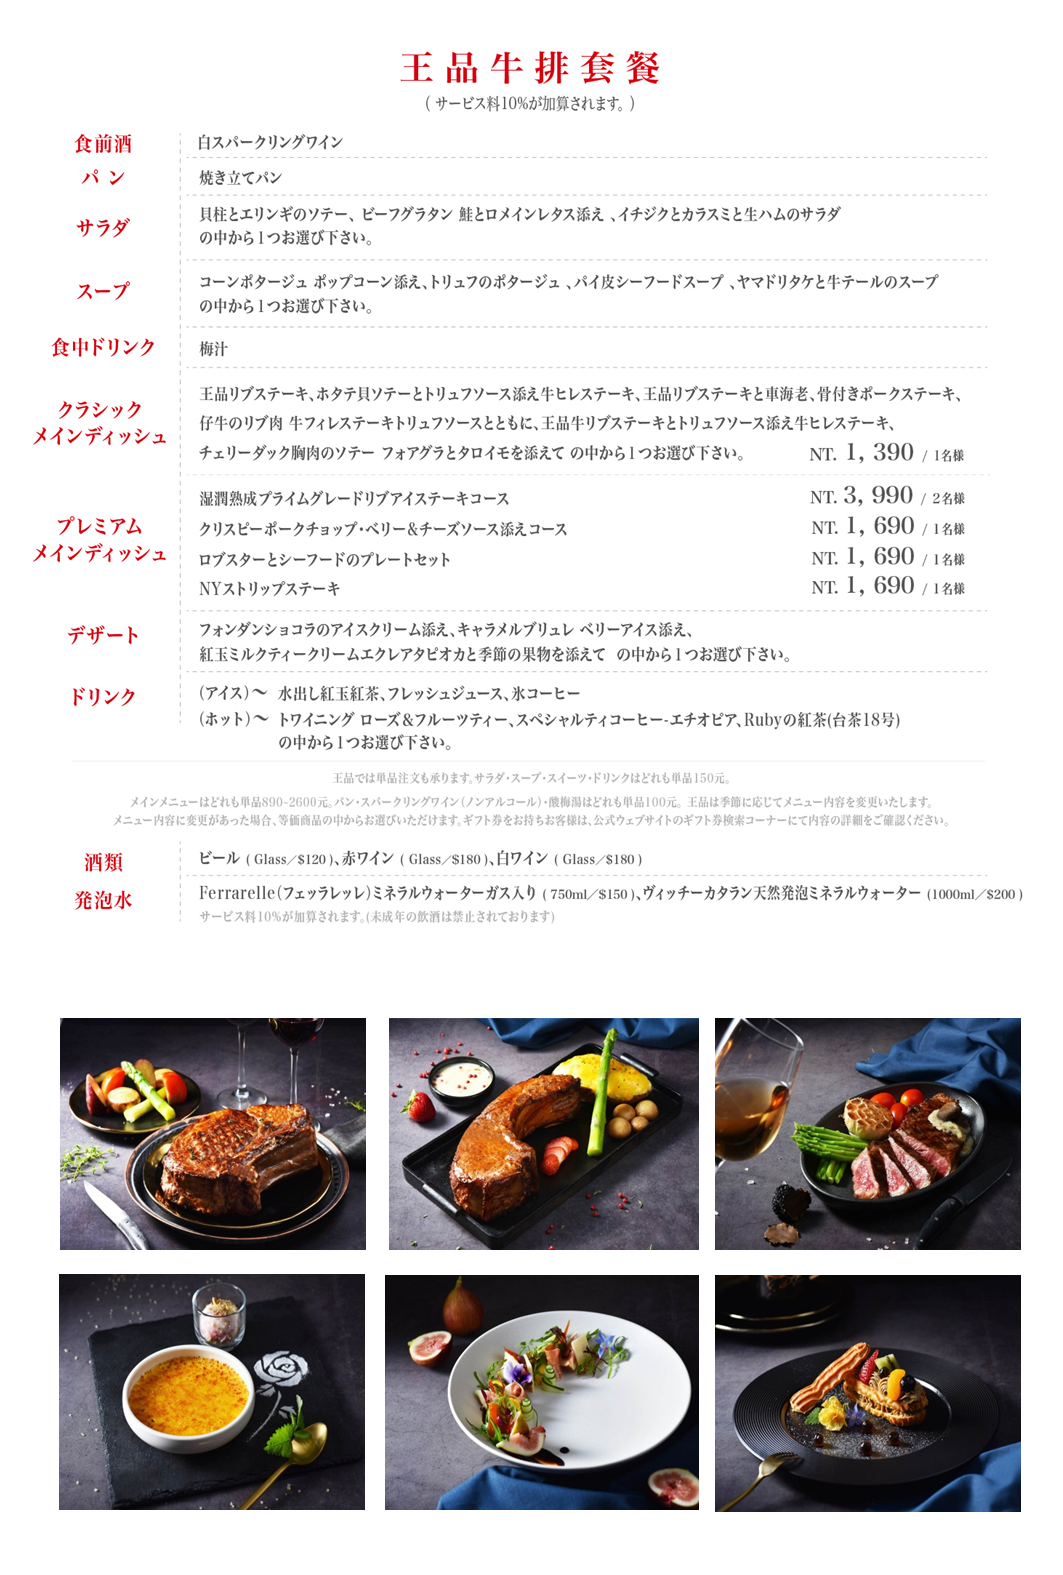 王品牛排套餐
( サービス料10%が加算されます。)
食前酒
白スパークリングワイン
パン
焼き立てパン
サラダ
貝柱とエリンギのソテー、ビーフグラタン 鮭とロメインレタス添え 、イチジクとカラスミと生ハムのサラダ
の中から1つお選び下さい。
スープ
コーンポタージュ ポップコーン添え、トリュフのポタージュ 、パイ皮シーフードスープ 、ヤマドリタケと牛テールのスープ
の中から1つお選び下さい。
食中ドリンク
梅汁
クラシック
メインディッシュ
王品リブステーキ、ホタテ貝ソテーとトリュフソース添え牛ヒレステーキ、王品リブステーキと車海老、骨付きポークステーキ、
仔牛のリブ肉 牛フィレステーキトリュフソースとともに、王品牛リブステーキとトリュフソース添え牛ヒレステーキ、
チェリーダック胸肉のソテー フォアグラとタロイモを添えて の中から1つお選び下さい。 NT. 1, 390 / 1名様
プレミアム
メインディッシュ
湿潤熟成プライムグレードリブアイステーキコース NT. 3, 990 / 2名様
クリスピーポークチョップ・ベリー&チーズソース添えコース NT. 1, 690 / 1名様
ロブスターとシーフードのプレートセット NT. 1, 690 / 1名様
NYストリップステーキ NT. 1, 690 / 1名様
デザート
フォンダンショコラのアイスクリーム添え、キャラメルブリュレ ベリーアイス添え、
紅玉ミルクティークリームエクレアタピオカと季節の果物を添えて の中から1つお選び下さい。
ドリンク
(アイス)〜 水出し紅玉紅茶、フレッシュジュース、氷コーヒー
(ホット)〜 トワイニング ローズ&フルーツティー、スペシャルティコーヒー-エチオピア、Rubyの紅茶(台茶18号)
の中から1つお選び下さい。
王品では単品注文も承ります。サラダ・スープ・スイーツ・ドリンクはどれも単品150元。
メインメニューはどれも単品890-2600元。パン・スパークリングワイン(ノンアルコール)・酸梅湯はどれも単品100元。 王品は季節に応じてメニュー内容を変更いたします。
メニュー内容に変更があった場合、等価商品の中からお選びいただけます。ギフト券をお持ちお客様は、公式ウェブサイトのギフト券検索コーナーにて内容の詳細をご確認ください。
酒類
ビール ( Glass／$120 )、赤ワイン ( Glass／$180 )、白ワイン ( Glass／$180 )
発泡水
Ferrarelle(フェッラレッレ)ミネラルウォーターガス入り ( 750ml／$150 )、ヴィッチーカタラン天然発泡ミネラルウォーター (1000ml／$200 )
サービス料10%が加算されます。(未成年の飲酒は禁止されております)